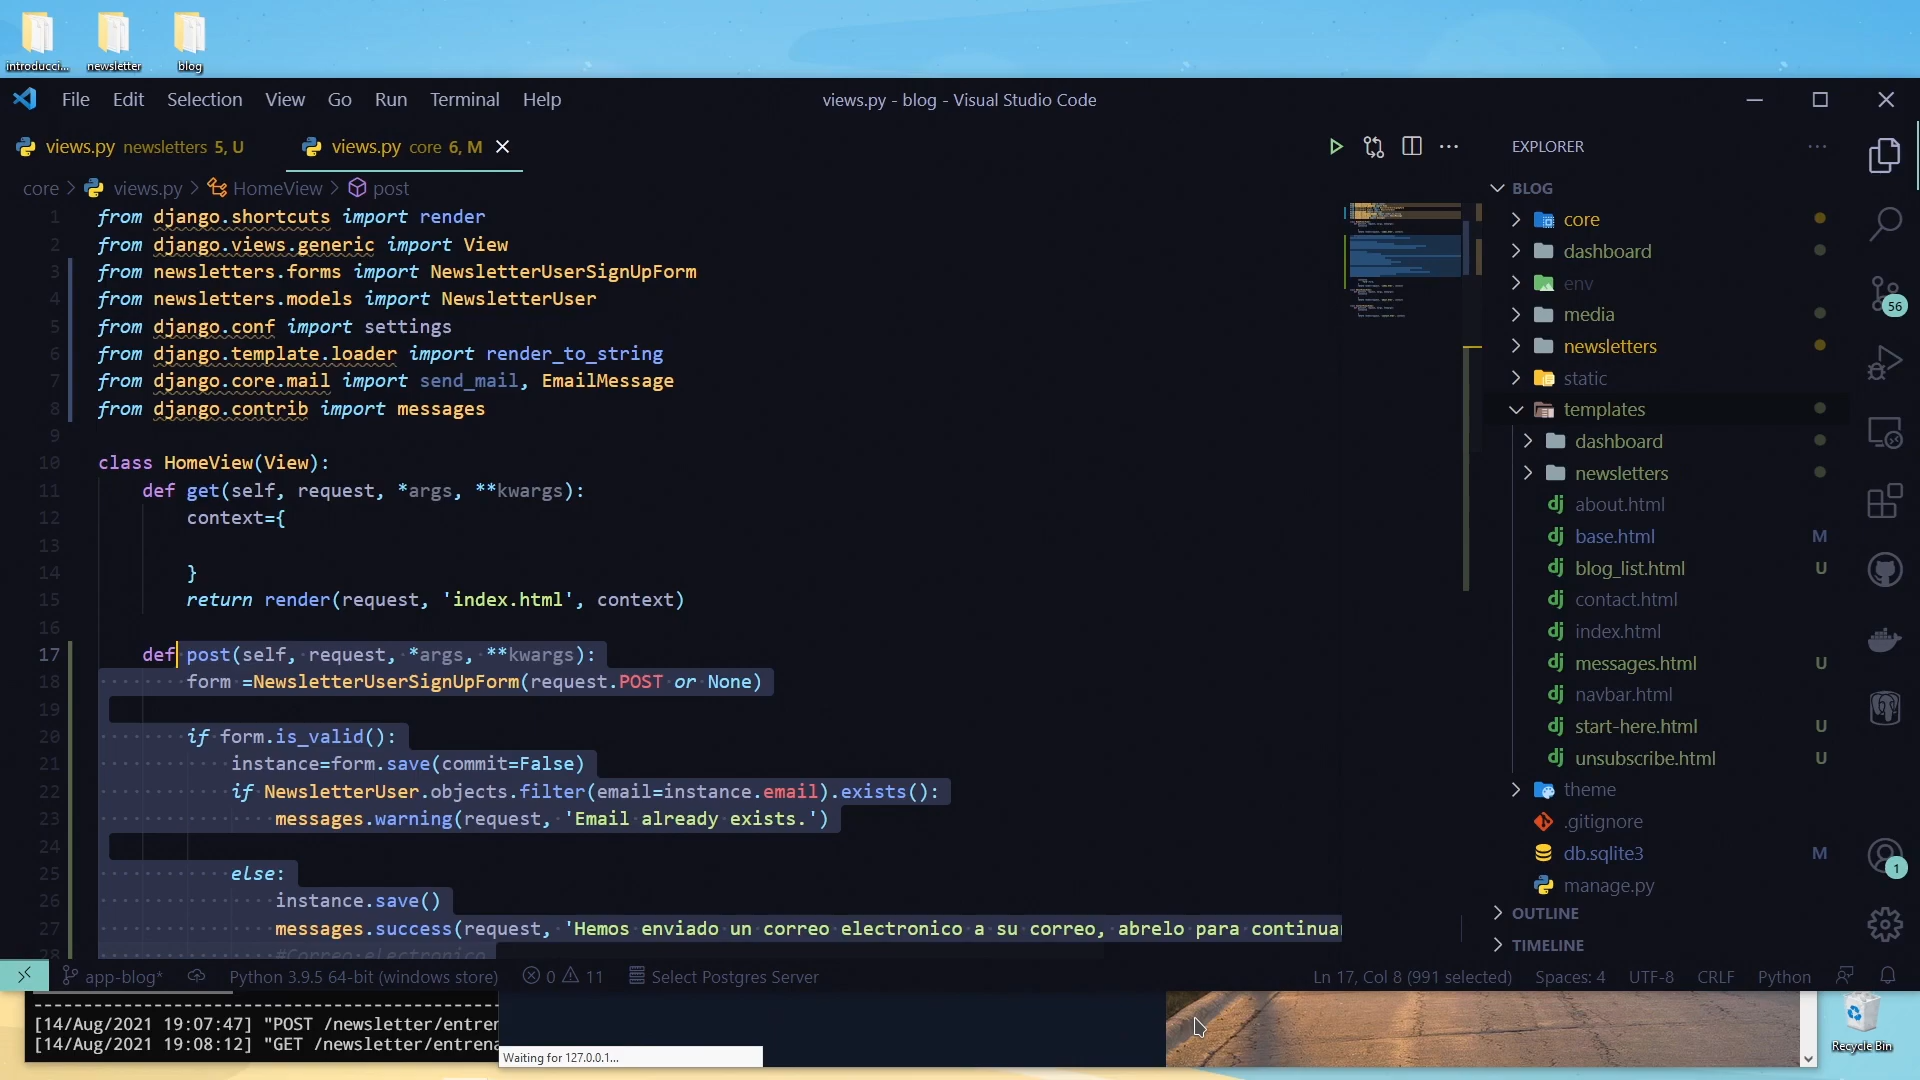 introducci...
newsletter
blog
File Edit Selection View Go Run Terminal Help
views.py - blog - Visual Studio Code
views.py newsletters 5, U
views.py core 6, M
core > views.py > HomeView > post
1 from django.shortcuts import render
2 from django.views.generic import View
3 from newsletters.forms import NewsletterUserSignUpForm
4 from newsletters.models import NewsletterUser
5 from django.conf import settings
6 from django.template.loader import render_to_string
7 from django.core.mail import send_mail, EmailMessage
8 from django.contrib import messages
9
10 class HomeView(View):
11 def get(self, request, *args, **kwargs):
12 context={
13
14 }
15 return render(request, 'index.html', context)
16
17 def post(self, request, *args, **kwargs):
18 form =NewsletterUserSignUpForm(request.POST or None)
19
20 if form.is_valid():
21 instance=form.save(commit=False)
22 if NewsletterUser.objects.filter(email=instance.email).exists():
23 messages.warning(request, 'Email already exists.')
24
25 else:
26 instance.save()
27 messages.success(request, 'Hemos enviado un correo electronico a su correo, abrelo para continuar
28 #Correo electronico
EXPLORER
BLOG
core
dashboard
env
media
newsletters
static
templates
dashboard
newsletters
about.html
base.html M
blog_list.html U
contact.html
index.html
messages.html U
navbar.html
start-here.html U
unsubscribe.html U
theme
.gitignore
db.sqlite3 M
manage.py
OUTLINE
TIMELINE
56
1
app-blog*
Python 3.9.5 64-bit (windows store)
0 11
Select Postgres Server
Ln 17, Col 8 (991 selected)
Spaces: 4
UTF-8
CRLF
Python
[14/Aug/2021 19:07:47] "POST /newsletter/entren
[14/Aug/2021 19:08:12] "GET /newsletter/entrena
Waiting for 127.0.0.1...
Recycle Bin